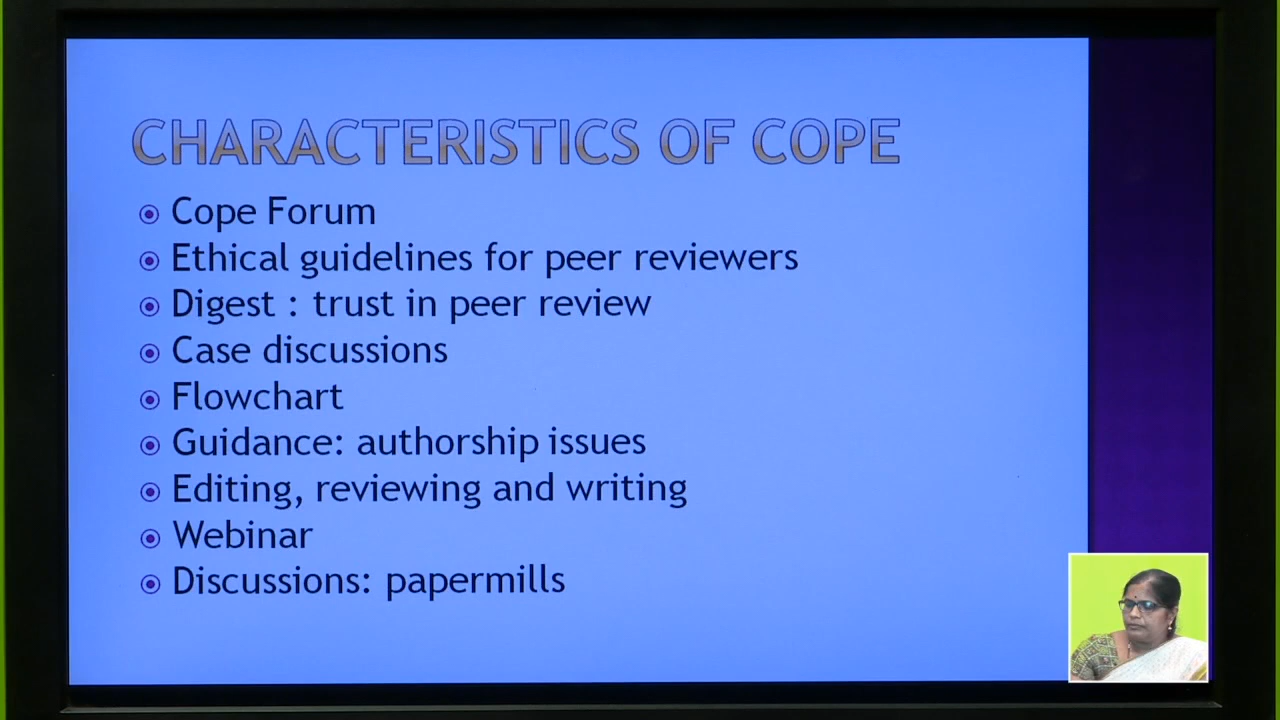 CHARACTERISTICS OF COPE
Cope Forum
Ethical guidelines for peer reviewers
Digest : trust in peer review
Case discussions
Flowchart
Guidance: authorship issues
Editing, reviewing and writing
Webinar
Discussions: papermills